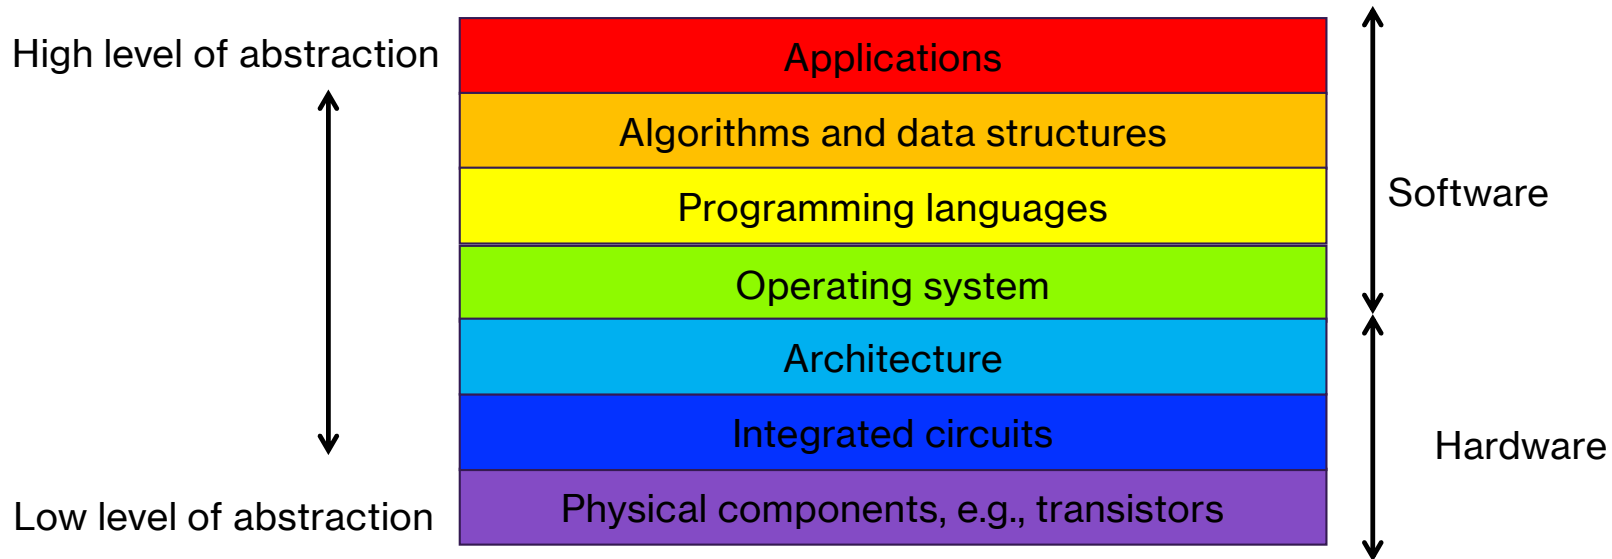 High level of abstraction
Applications
Algorithms and data structures
Programming languages
Software
Operating system
Architecture
Integrated circuits
Hardware
Physical components, e.g., transistors
Low level of abstraction